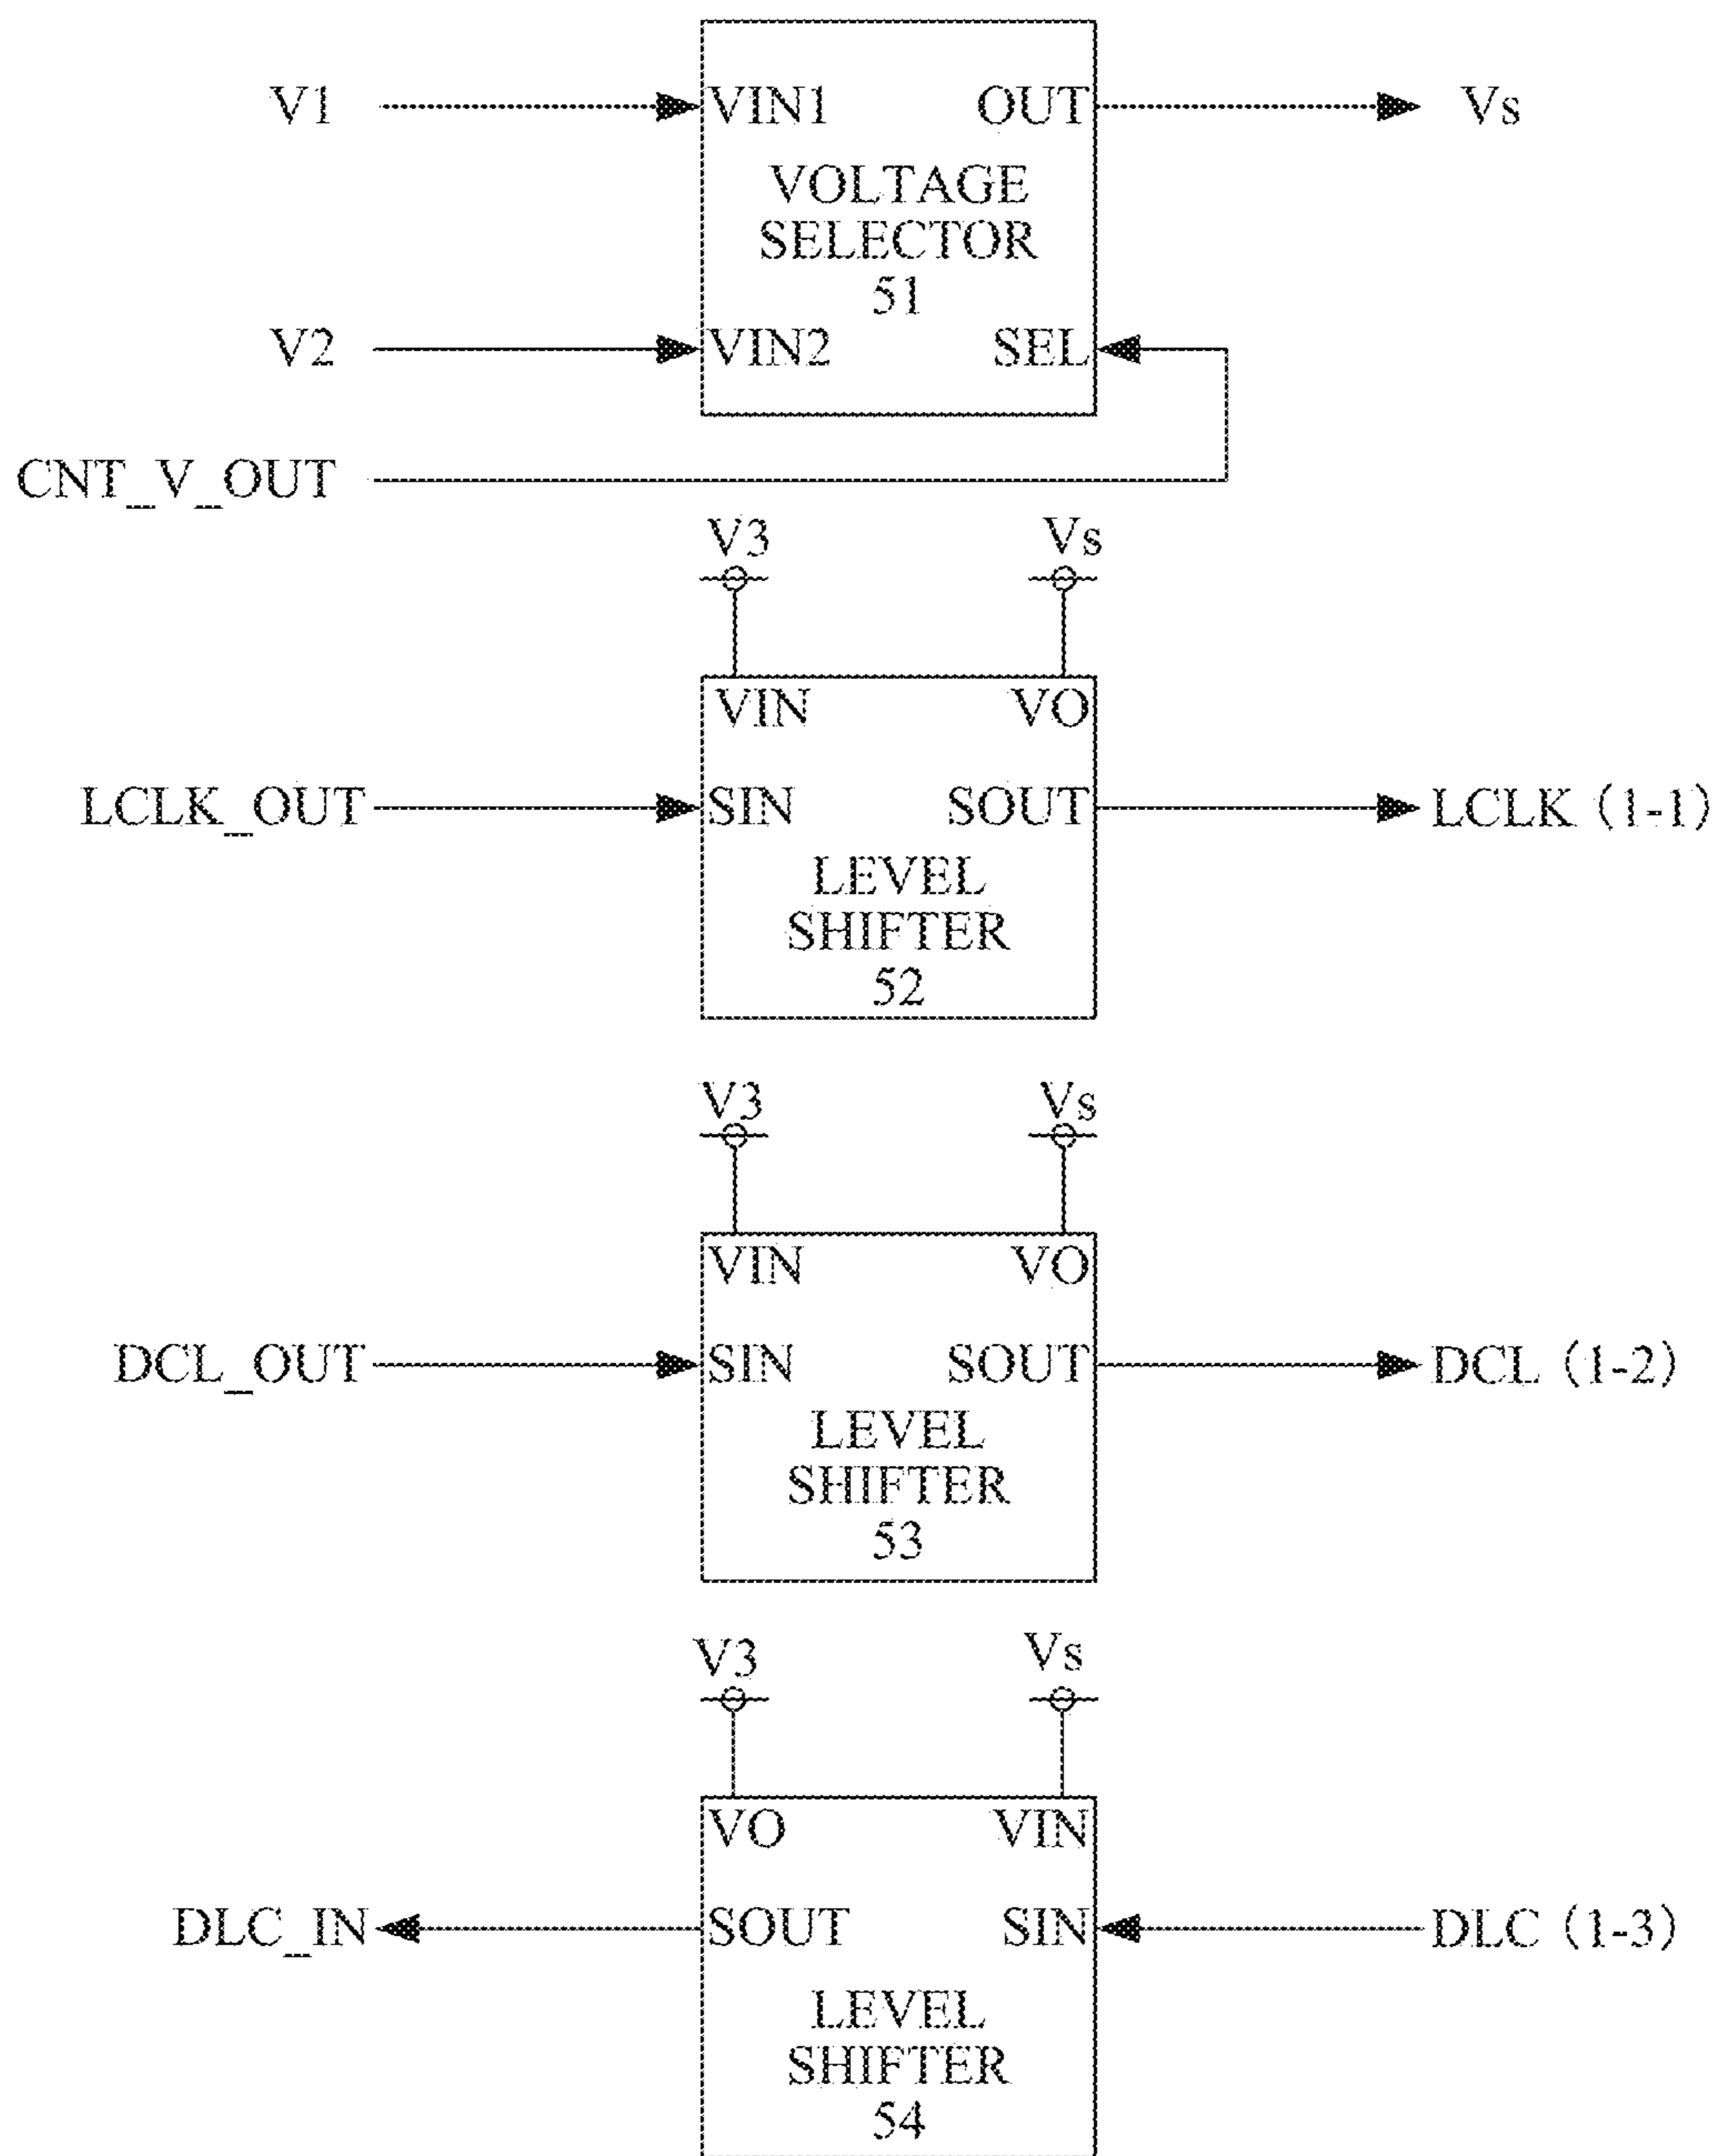 V1 VIN1 OUT Vs
VOLTAGE
SELECTOR
51
V2 VIN2 SEL
CNT_V_OUT
V3 Vs
VIN VO
LCLK_OUT SIN SOUT LCLK (1-1)
LEVEL
SHIFTER
52
V3 Vs
VIN VO
DCL_OUT SIN SOUT DCL (1-2)
LEVEL
SHIFTER
53
V3 Vs
VO VIN
DLC_IN SOUT SIN DLC (1-3)
LEVEL
SHIFTER
54